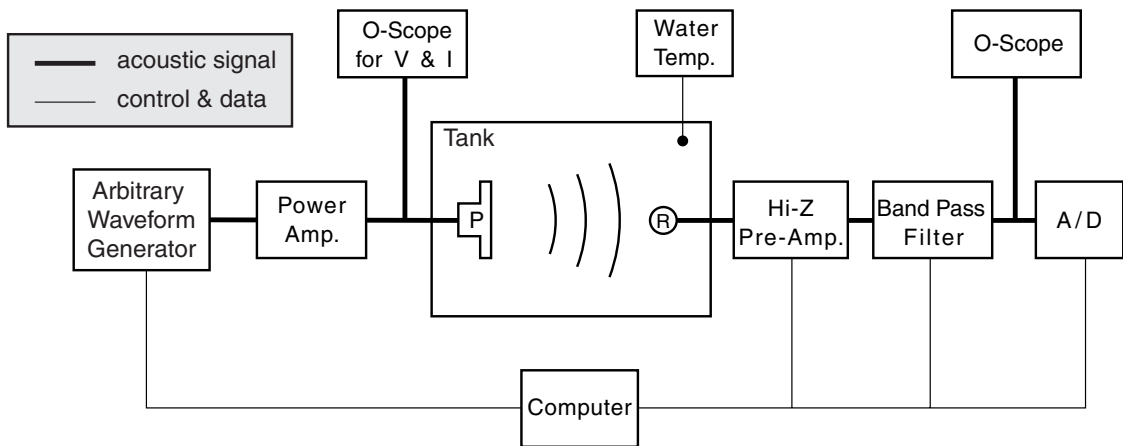 acoustic signal
control & data
O-Scope
for V & I
Water
Temp.
O-Scope
Tank
Arbitrary
Waveform
Generator
Power
Amp.
P
R
Hi-Z
Pre-Amp.
Band Pass
Filter
A/D
Computer